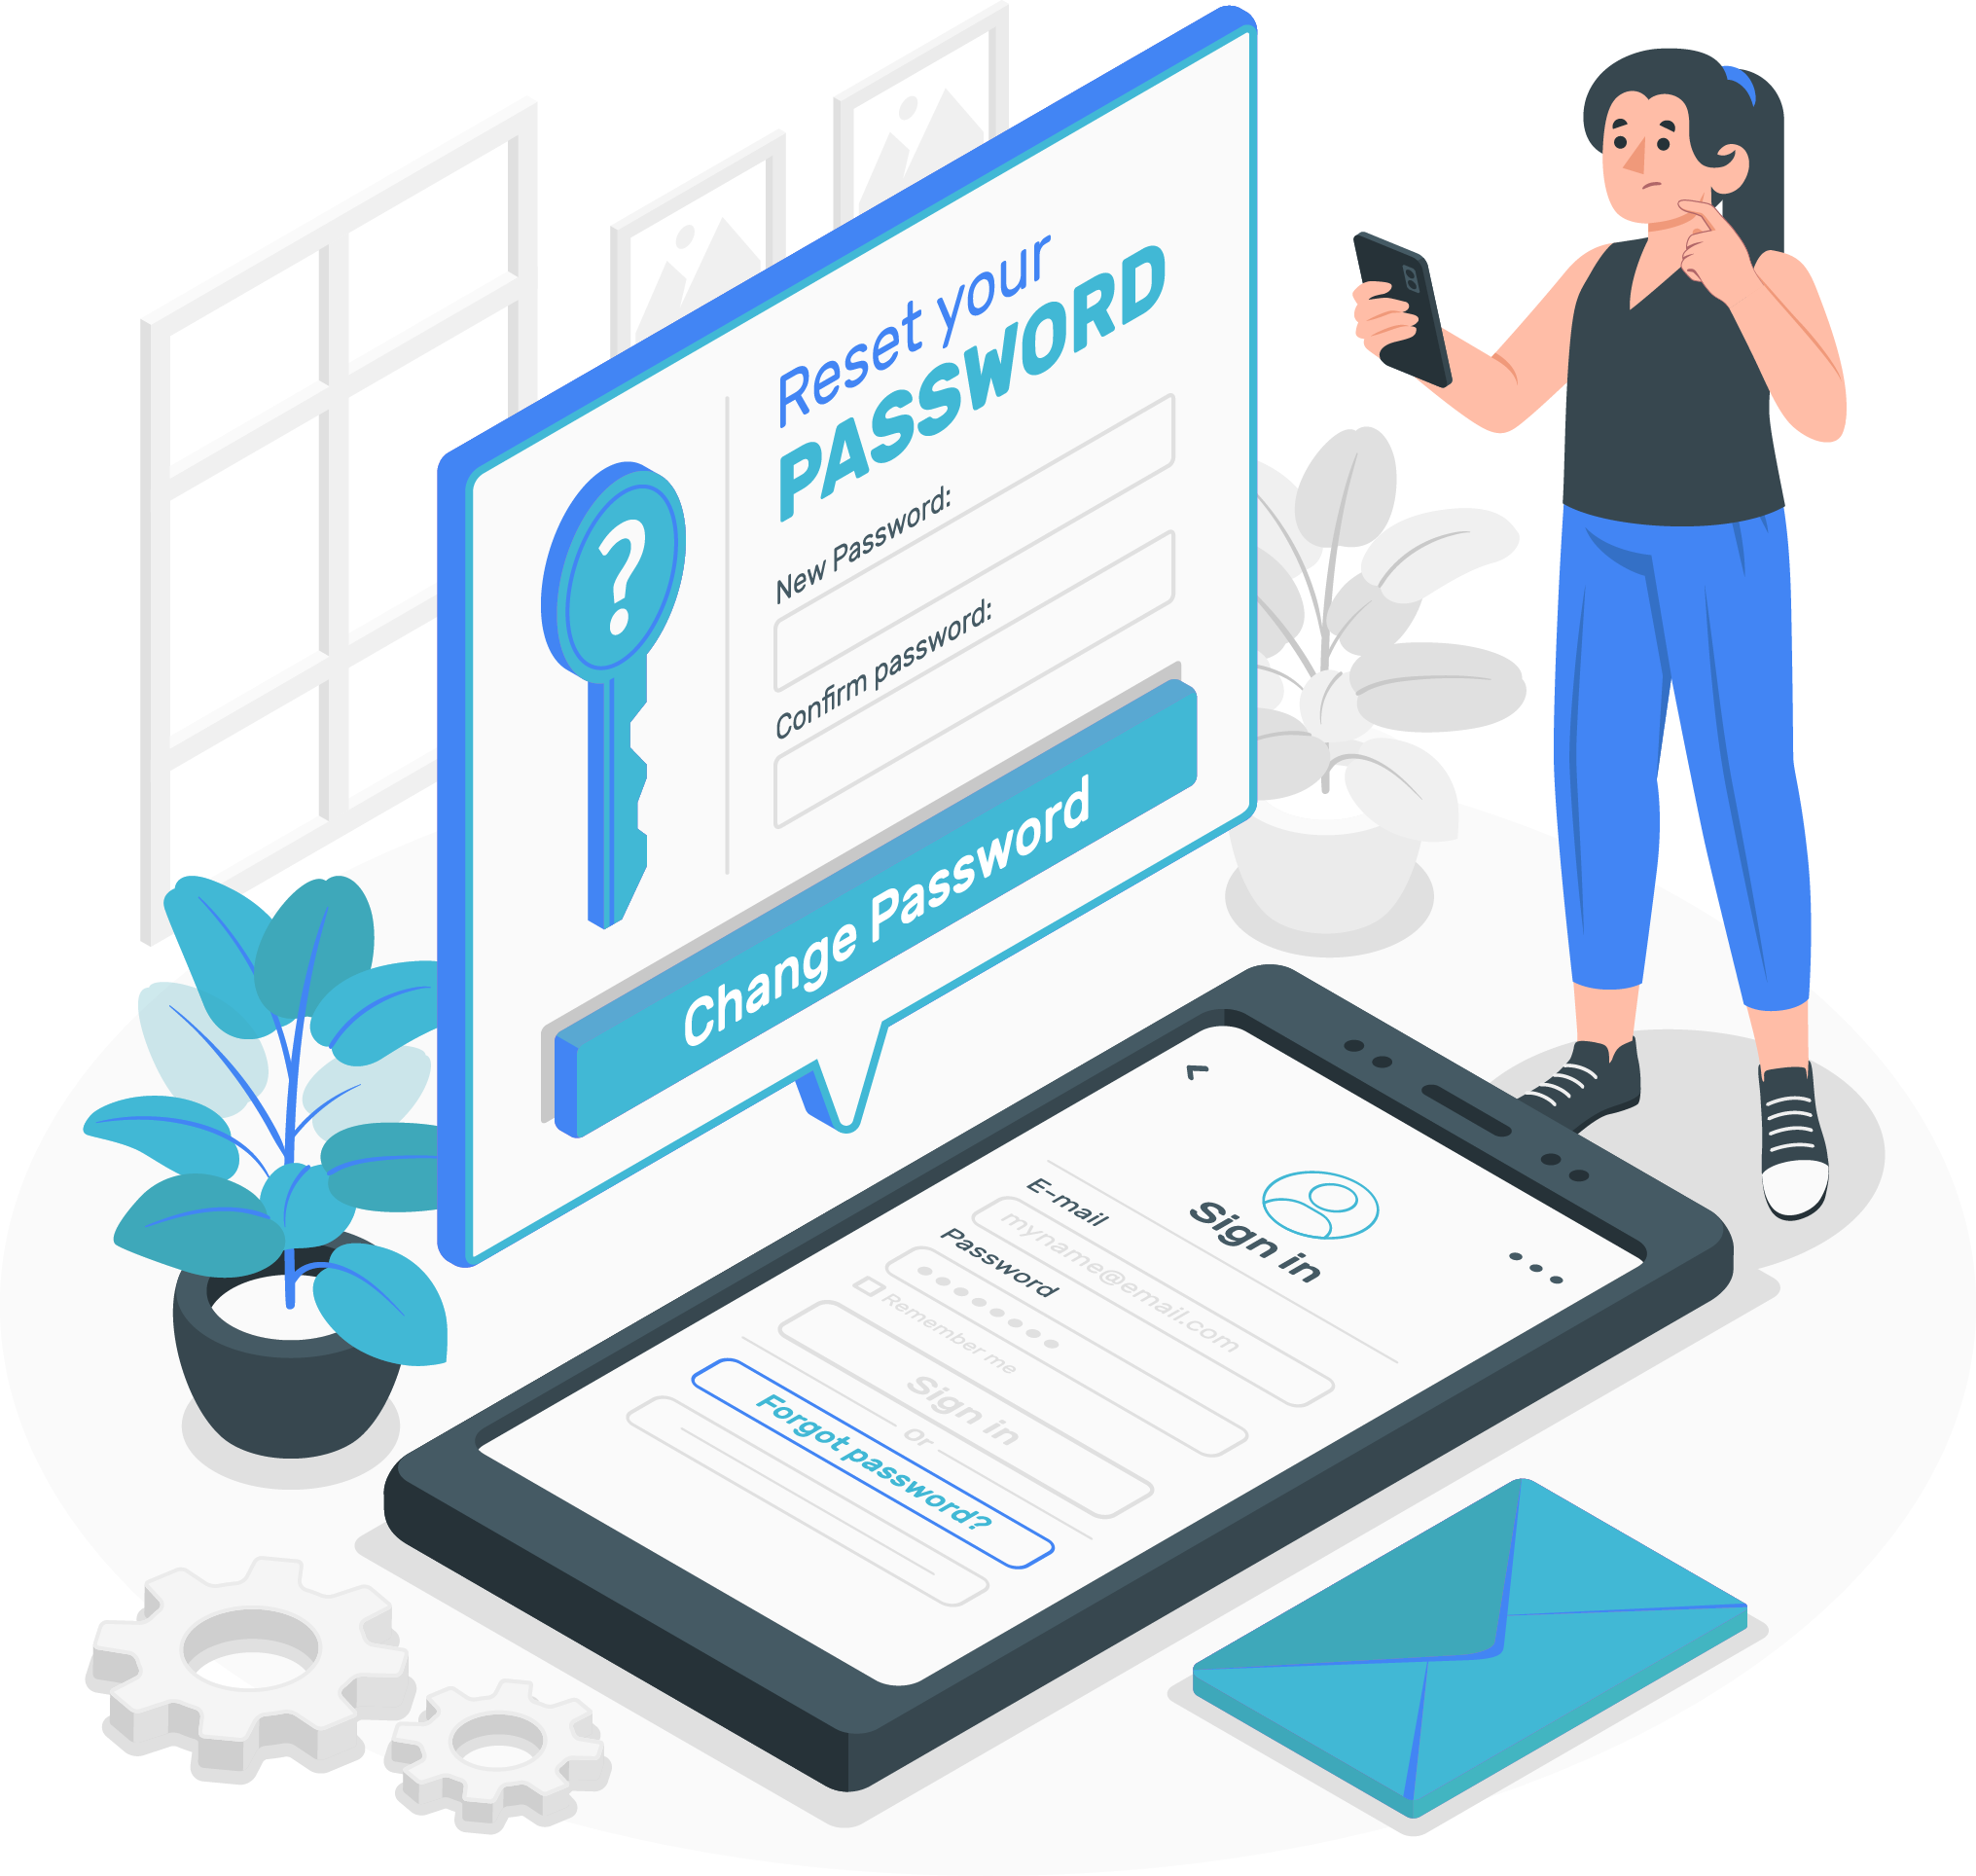 Reset your
PASSWORD
New Password:
Confirm password:
?
Change Password
Sign in
E-mail
myname@email.com
Password
Remember me
Sign in
Or
Forgot password?